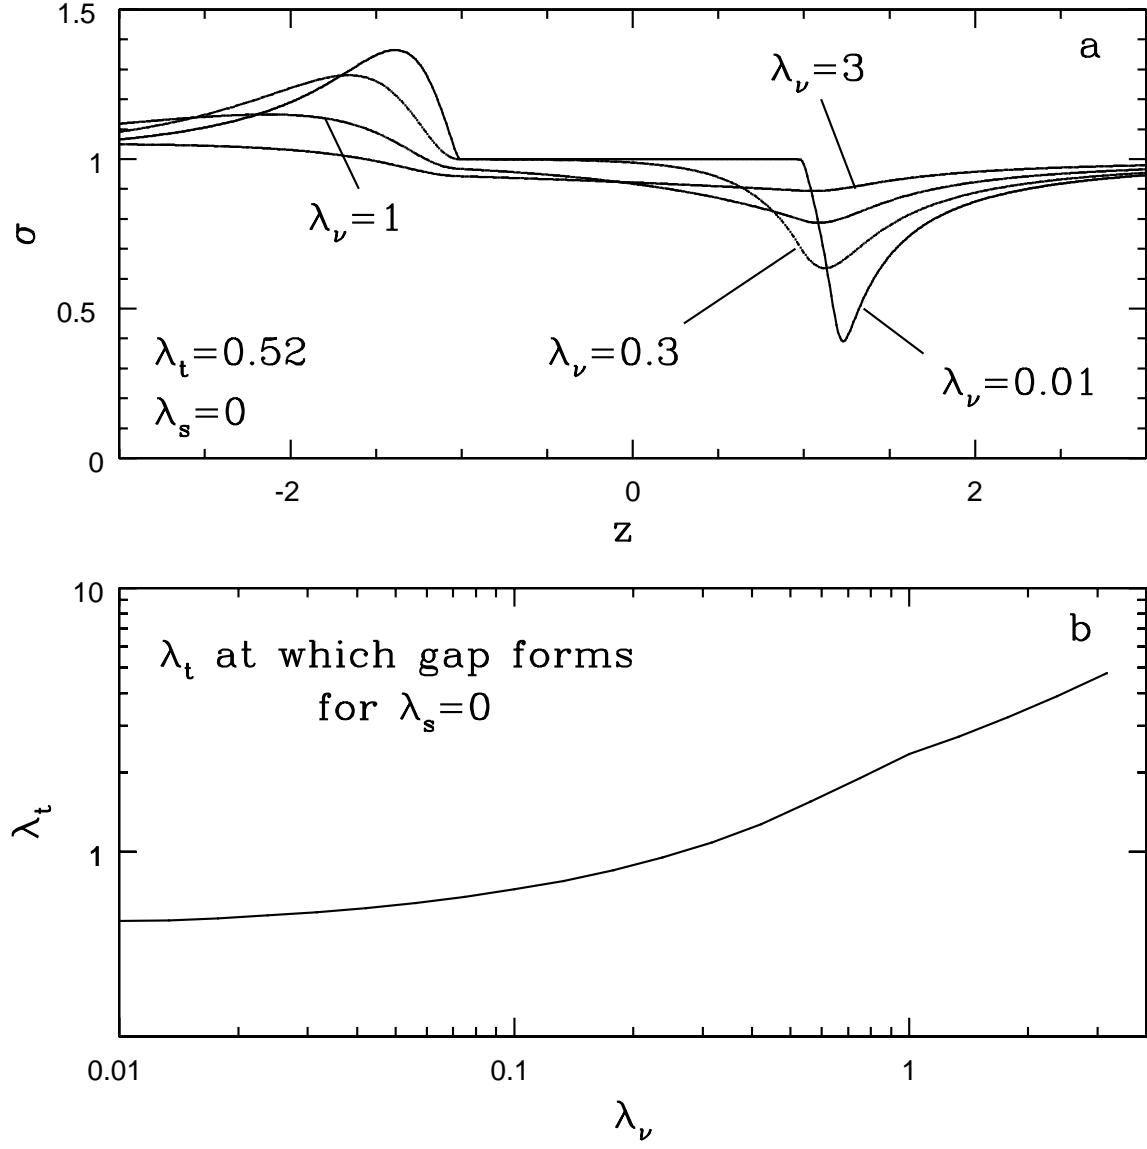 1.5
a
λν=3
1
λν=1
σ
0.5
λt=0.52
λν=0.3
λν=0.01
λs=0
0
-2
0
2
z
10
b
λt at which gap forms
for λs=0
λt
1
0.01
0.1
1
λν